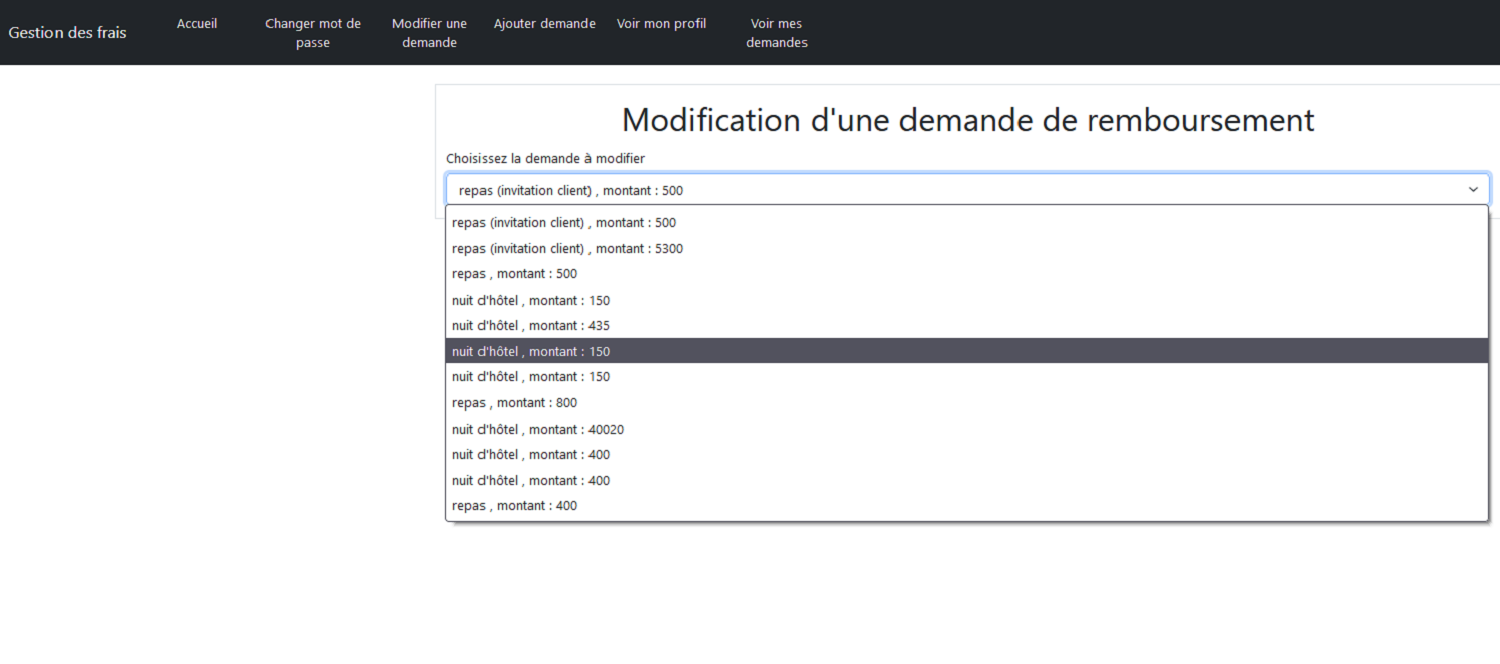 Gestion des frais
Accueil
Changer mot de
passe
Modifier une
demande
Ajouter demande
Voir mon profil
Voir mes
demandes
Modification d'une demande de remboursement
Choisissez la demande à modifier
repas (invitation client) , montant : 500
repas (invitation client) , montant : 500
repas (invitation client) , montant : 5300
repas , montant : 500
nuit d'hôtel , montant : 150
nuit d'hôtel , montant : 435
nuit d'hôtel , montant : 150
nuit d'hôtel , montant : 150
repas , montant : 800
nuit d'hôtel , montant : 40020
nuit d'hôtel , montant : 400
nuit d'hôtel , montant : 400
repas , montant : 400